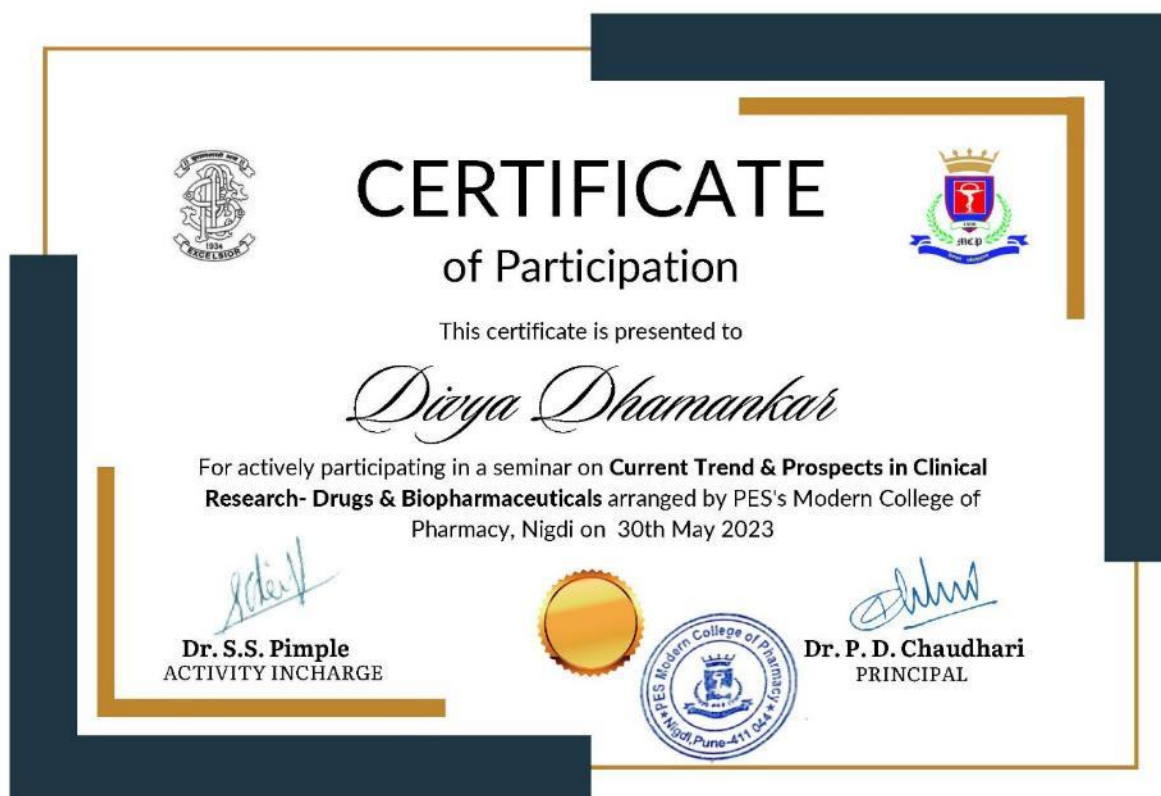 1934
EXCELSIOR
CERTIFICATE
of Participation
MCP
This certificate is presented to
Divya Dhamankar
For actively participating in a seminar on Current Trend & Prospects in Clinical
Research- Drugs & Biopharmaceuticals arranged by PES's Modern College of
Pharmacy, Nigdi on 30th May 2023
Dr. S.S. Pimple
ACTIVITY INCHARGE
PES Modern College of Pharmacy
Nigdi, Pune-411 044
Dr. P. D. Chaudhari
PRINCIPAL